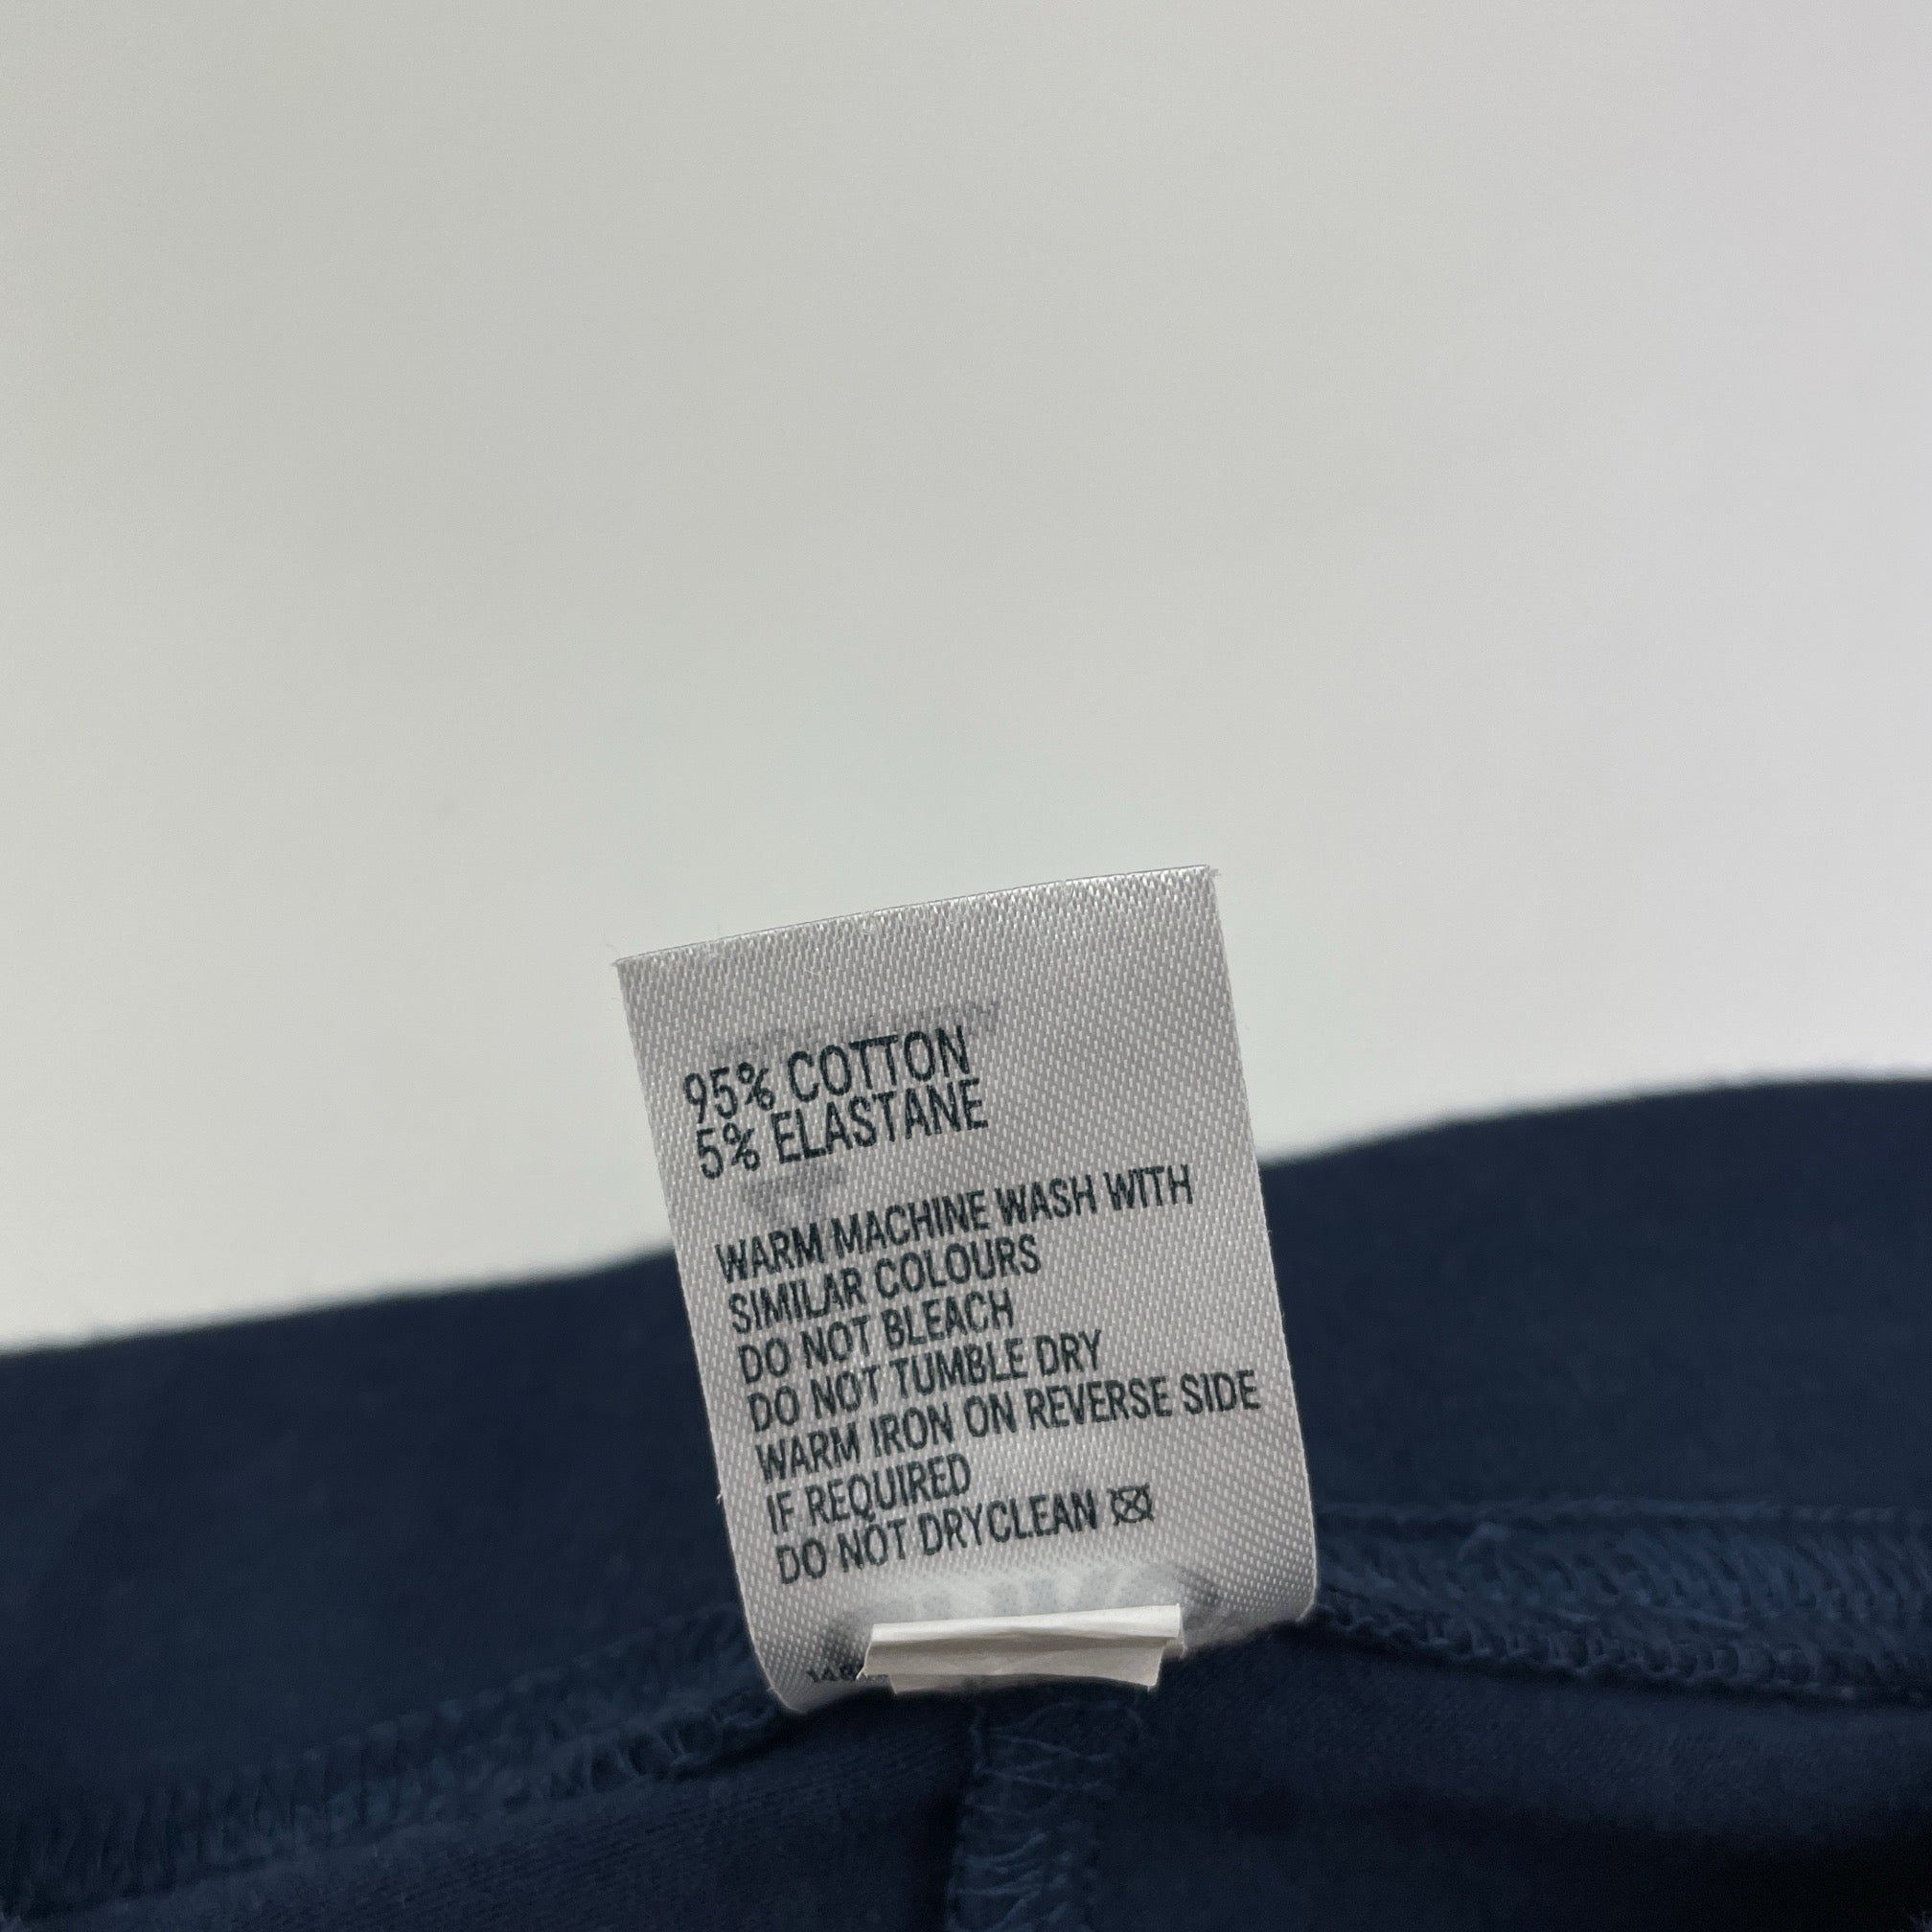 95% COTTON
5% ELASTANE
WARM MACHINE WASH WITH
SIMILAR COLOURS
DO NOT BLEACH
DO NOT TUMBLE DRY
WARM IRON ON REVERSE SIDE
IF REQUIRED
DO NOT DRYCLEAN